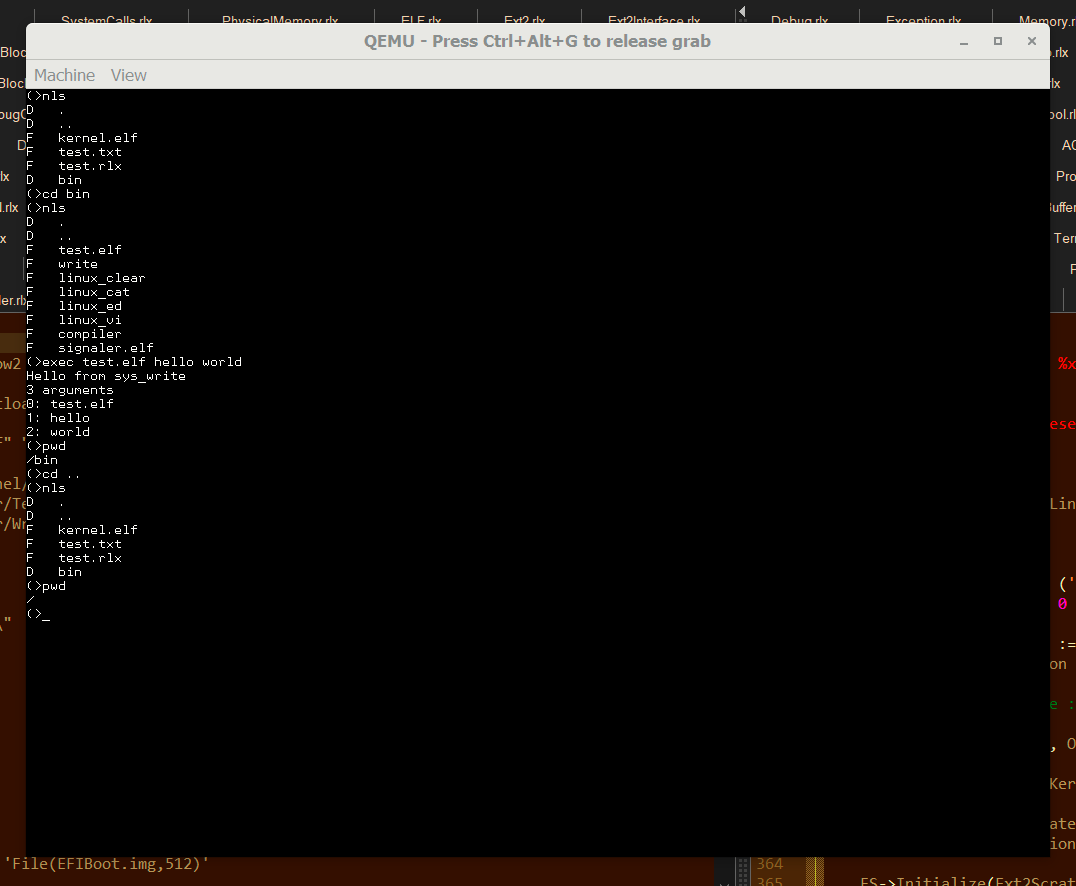 SystemCalls.rlx PhysicalMemory.rlx ELF.rlx Ext2.rlx Ext2Interface.rlx Debug.rlx Exception.rlx
QEMU - Press Ctrl+Alt+G to release grab
Machine View
(>nls
D .
D ..
F kernel.elf
F test.txt
F test.rlx
D bin
(>cd bin
(>nls
D .
D ..
F test.elf
F write
F linux_clear
F linux_cat
F linux_ed
F linux_vi
F compiler
F signaler.elf
(>exec test.elf hello world
Hello from sys_write
3 arguments
0: test.elf
1: hello
2: world
(>pwd
/bin
(>cd ..
(>nls
D .
D ..
F kernel.elf
F test.txt
F test.rlx
D bin
(>pwd
/
(>_
'File(EFIBoot.img,512)'
364
365